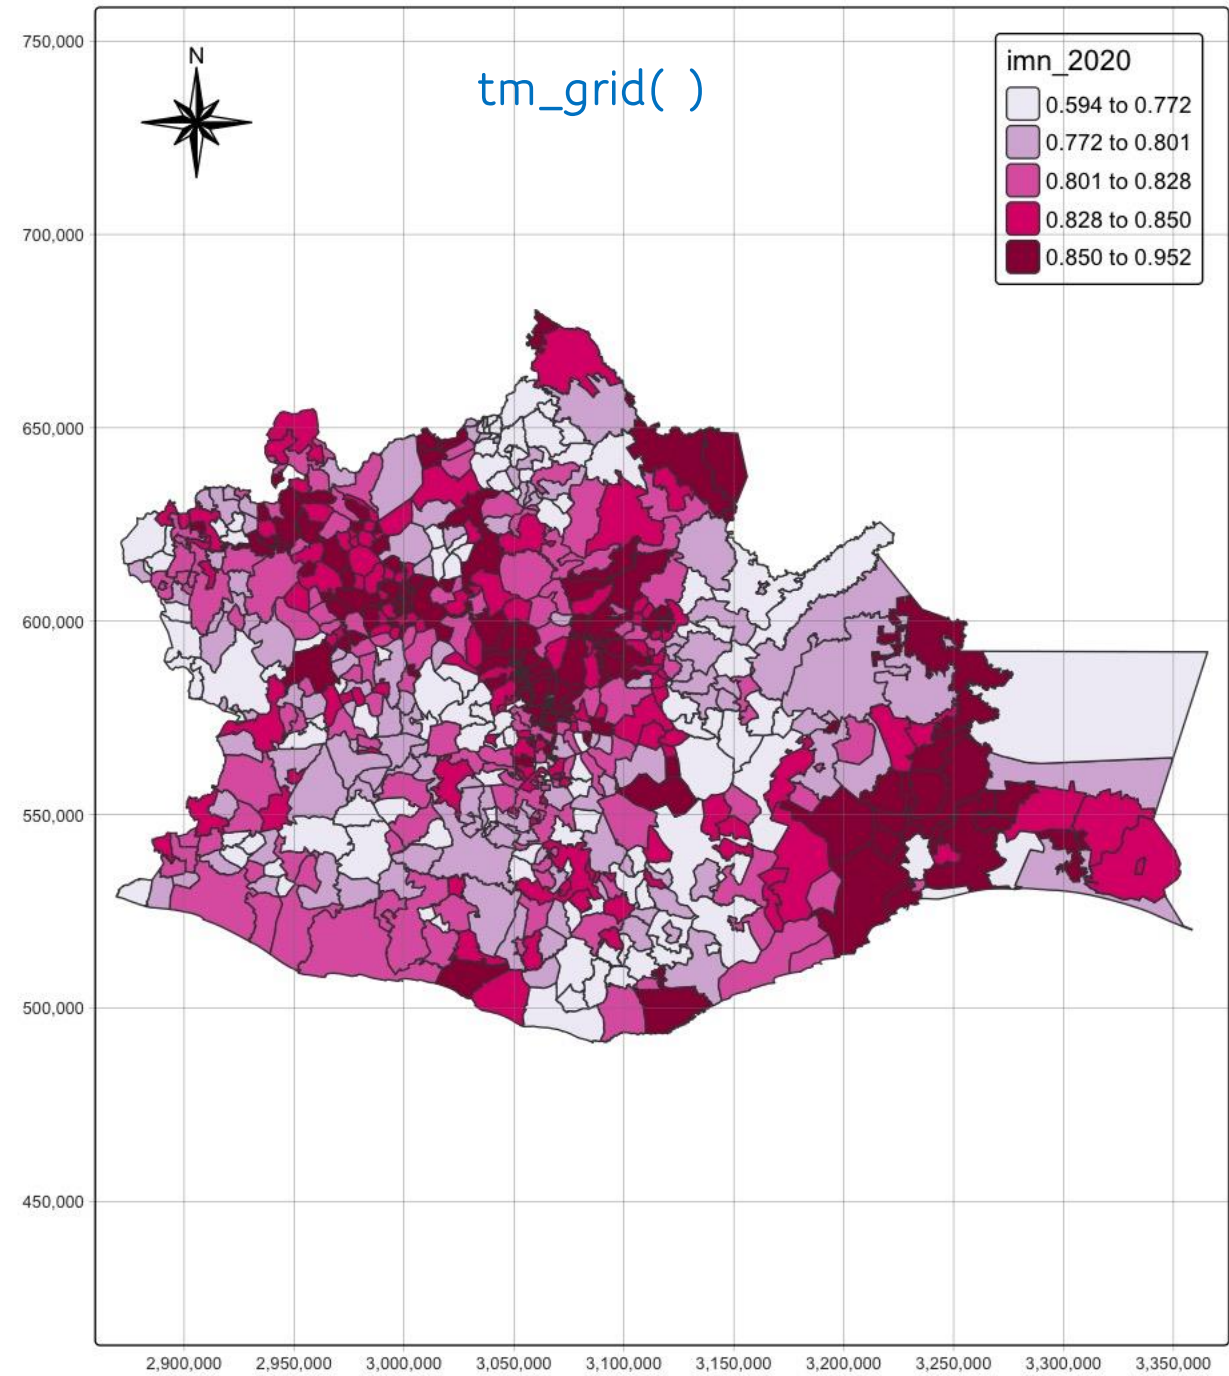 750,000
N
tm_grid( )
imn_2020
0.594 to 0.772
0.772 to 0.801
0.801 to 0.828
0.828 to 0.850
0.850 to 0.952
700,000
650,000
600,000
550,000
500,000
450,000
2,900,000 2,950,000 3,000,000 3,050,000 3,100,000 3,150,000 3,200,000 3,250,000 3,300,000 3,350,000